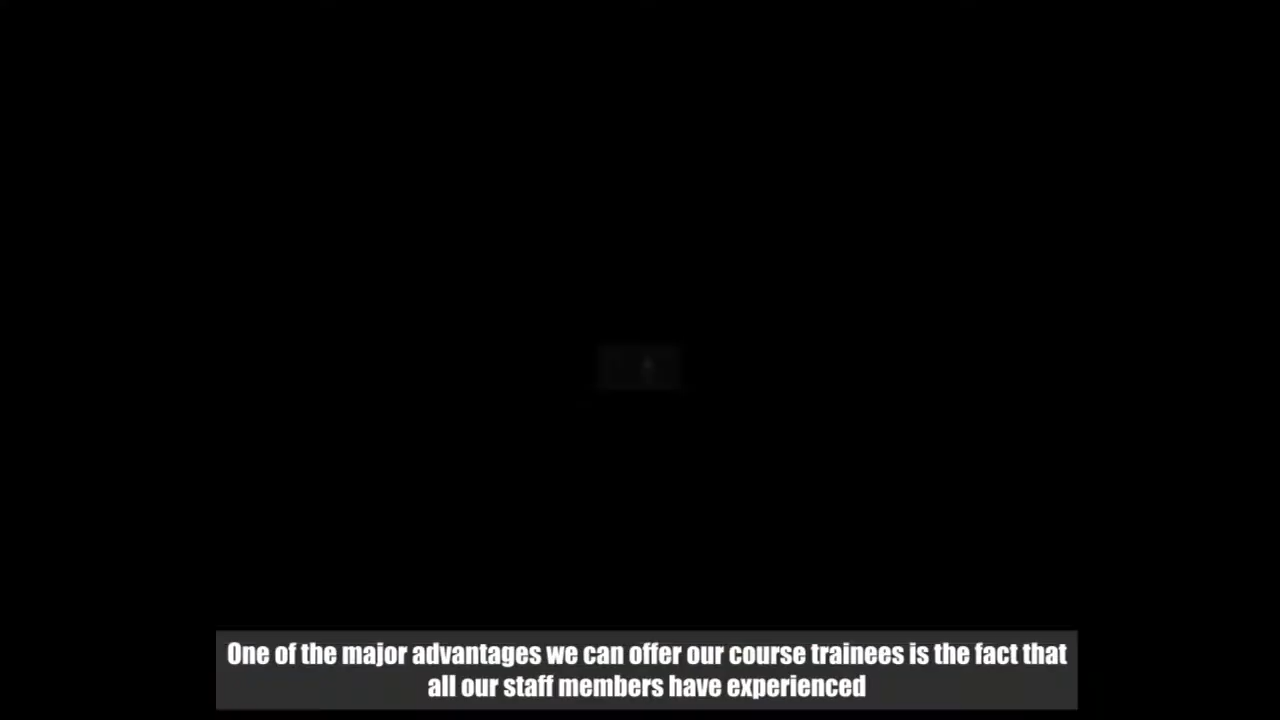 One of the major advantages we can offer our course trainees is the fact that
all our staff members have experienced